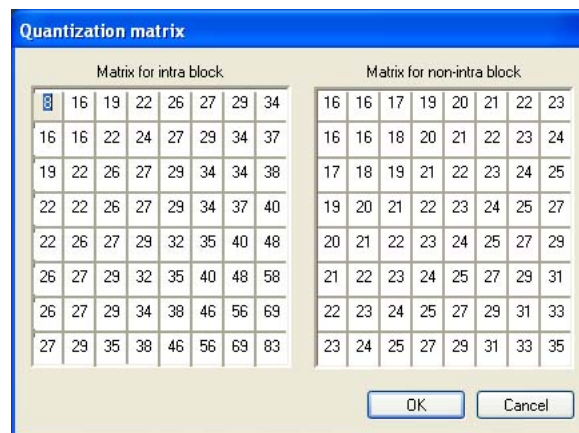 Quantization matrix
Matrix for intra block Matrix for non-intra block
8 16 19 22 26 27 29 34 16 16 17 19 20 21 22 23
16 16 22 24 27 29 34 37 16 16 18 20 21 22 23 24
19 22 26 27 29 34 34 38 17 18 19 21 22 23 24 25
22 22 26 27 29 34 37 40 19 20 21 22 23 24 25 27
22 26 27 29 32 35 40 48 20 21 22 23 24 25 27 29
26 27 29 32 35 40 48 58 21 22 23 24 25 27 29 31
26 27 29 34 38 46 56 69 22 23 24 25 27 29 31 33
27 29 35 38 46 56 69 83 23 24 25 27 29 31 33 35
OK Cancel